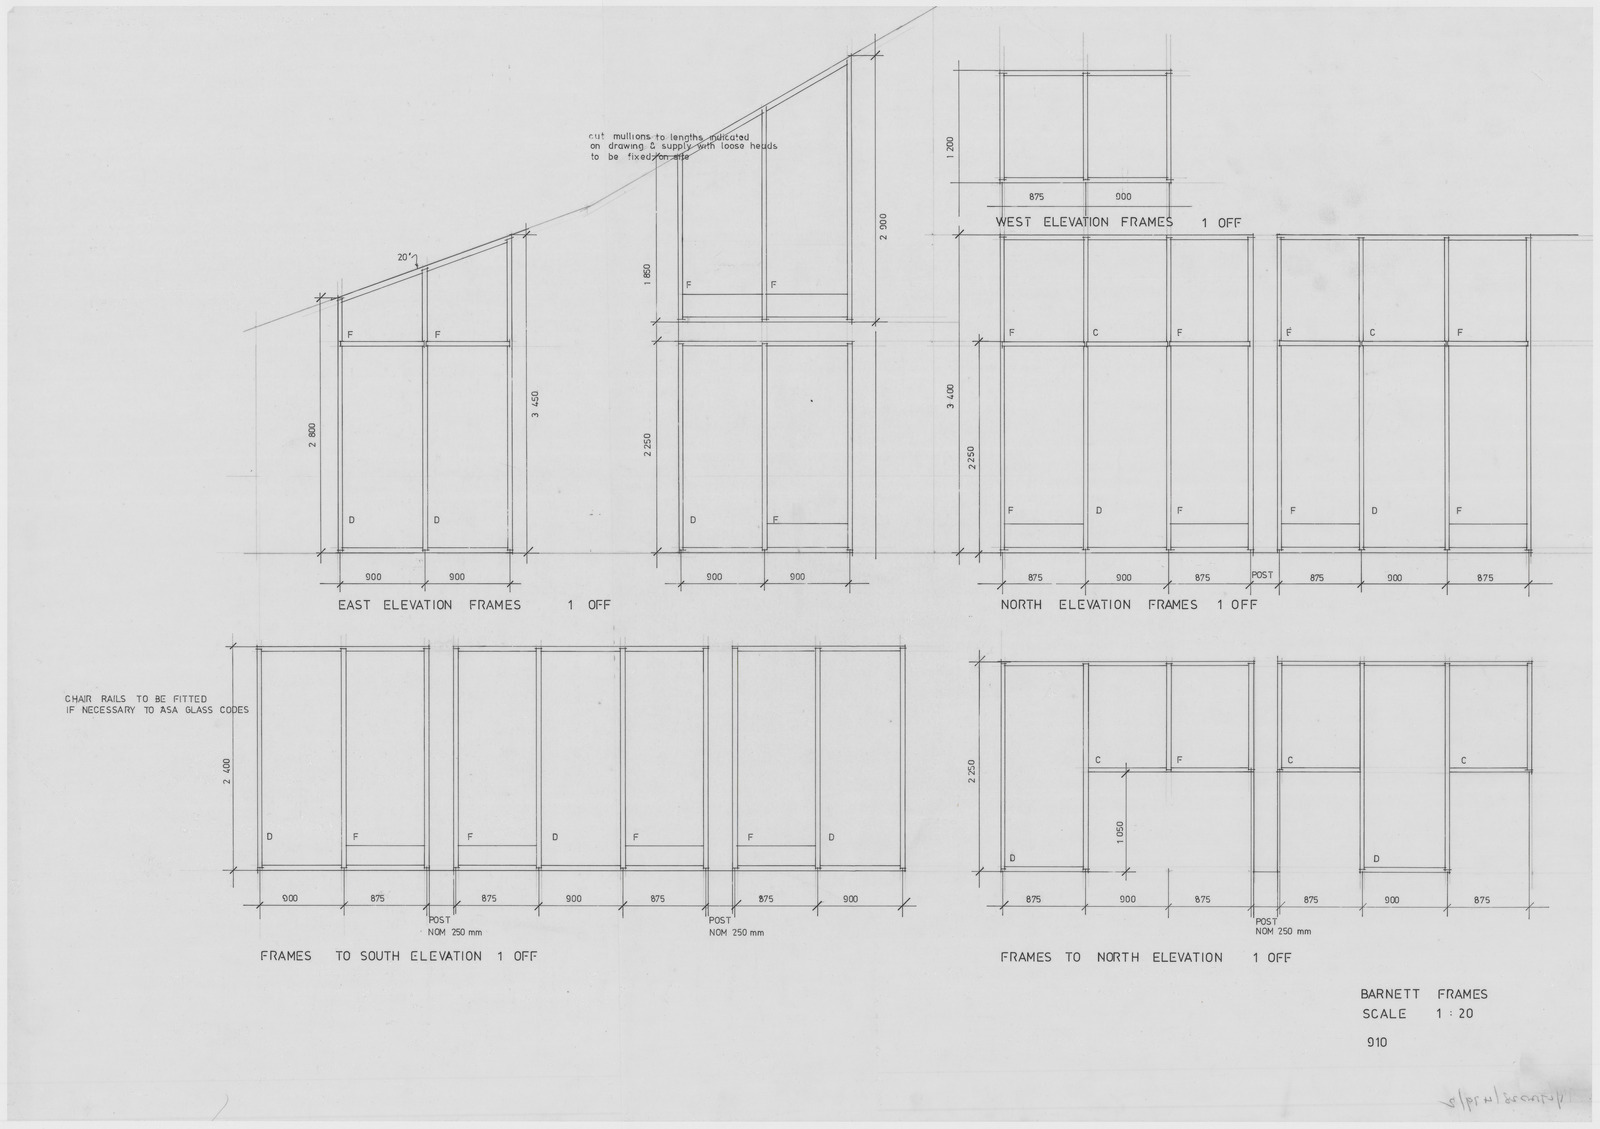 cut mullions to lengths indicated
on drawing & supply with loose heads
to be fixed on site
1 200
875 900
WEST ELEVATION FRAMES 1 OFF
20°
2 800
F F
D D
3 450
900 900
EAST ELEVATION FRAMES 1 OFF
1 850
F F
2 900
2 250
D F
900 900
3 400
2 250
F C F
F D F
F C F
F D F
875 900 875 POST 875 900 875
NORTH ELEVATION FRAMES 1 OFF
CHAIR RAILS TO BE FITTED
IF NECESSARY TO ASA GLASS CODES
2 400
D F F D F F D
900 875 875 900 875 875 900
POST
NOM 250 mm
POST
NOM 250 mm
FRAMES TO SOUTH ELEVATION 1 OFF
2 250
C F C C
1 050
D D
875 900 875 875 900 875
POST
NOM 250 mm
FRAMES TO NORTH ELEVATION 1 OFF
BARNETT FRAMES
SCALE 1 : 20
910